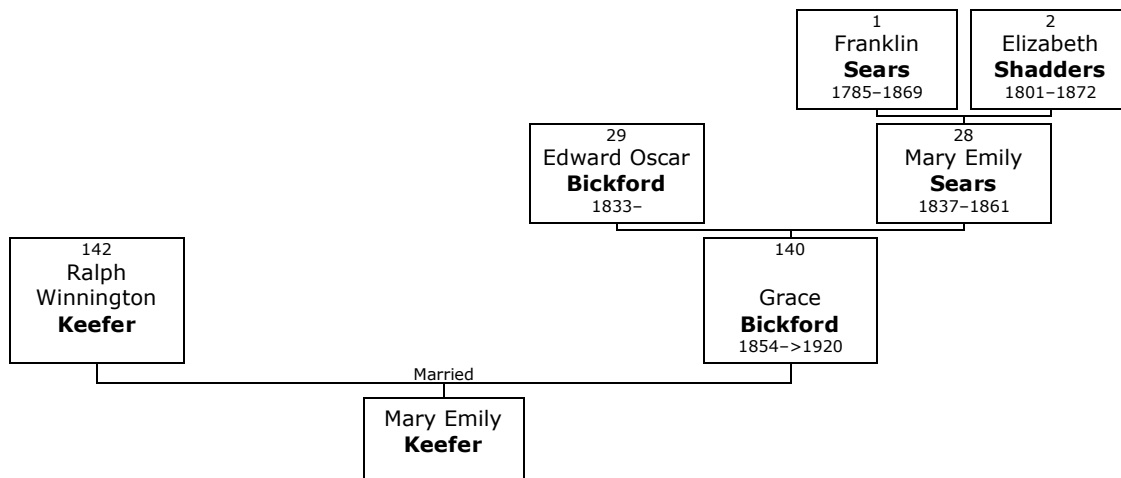 1
Franklin
Sears
1785–1869
2
Elizabeth
Shadders
1801–1872
29
Edward Oscar
Bickford
1833–
28
Mary Emily
Sears
1837–1861
142
Ralph
Winnington
Keefer
140
Grace
Bickford
1854–>1920
Married
Mary Emily
Keefer